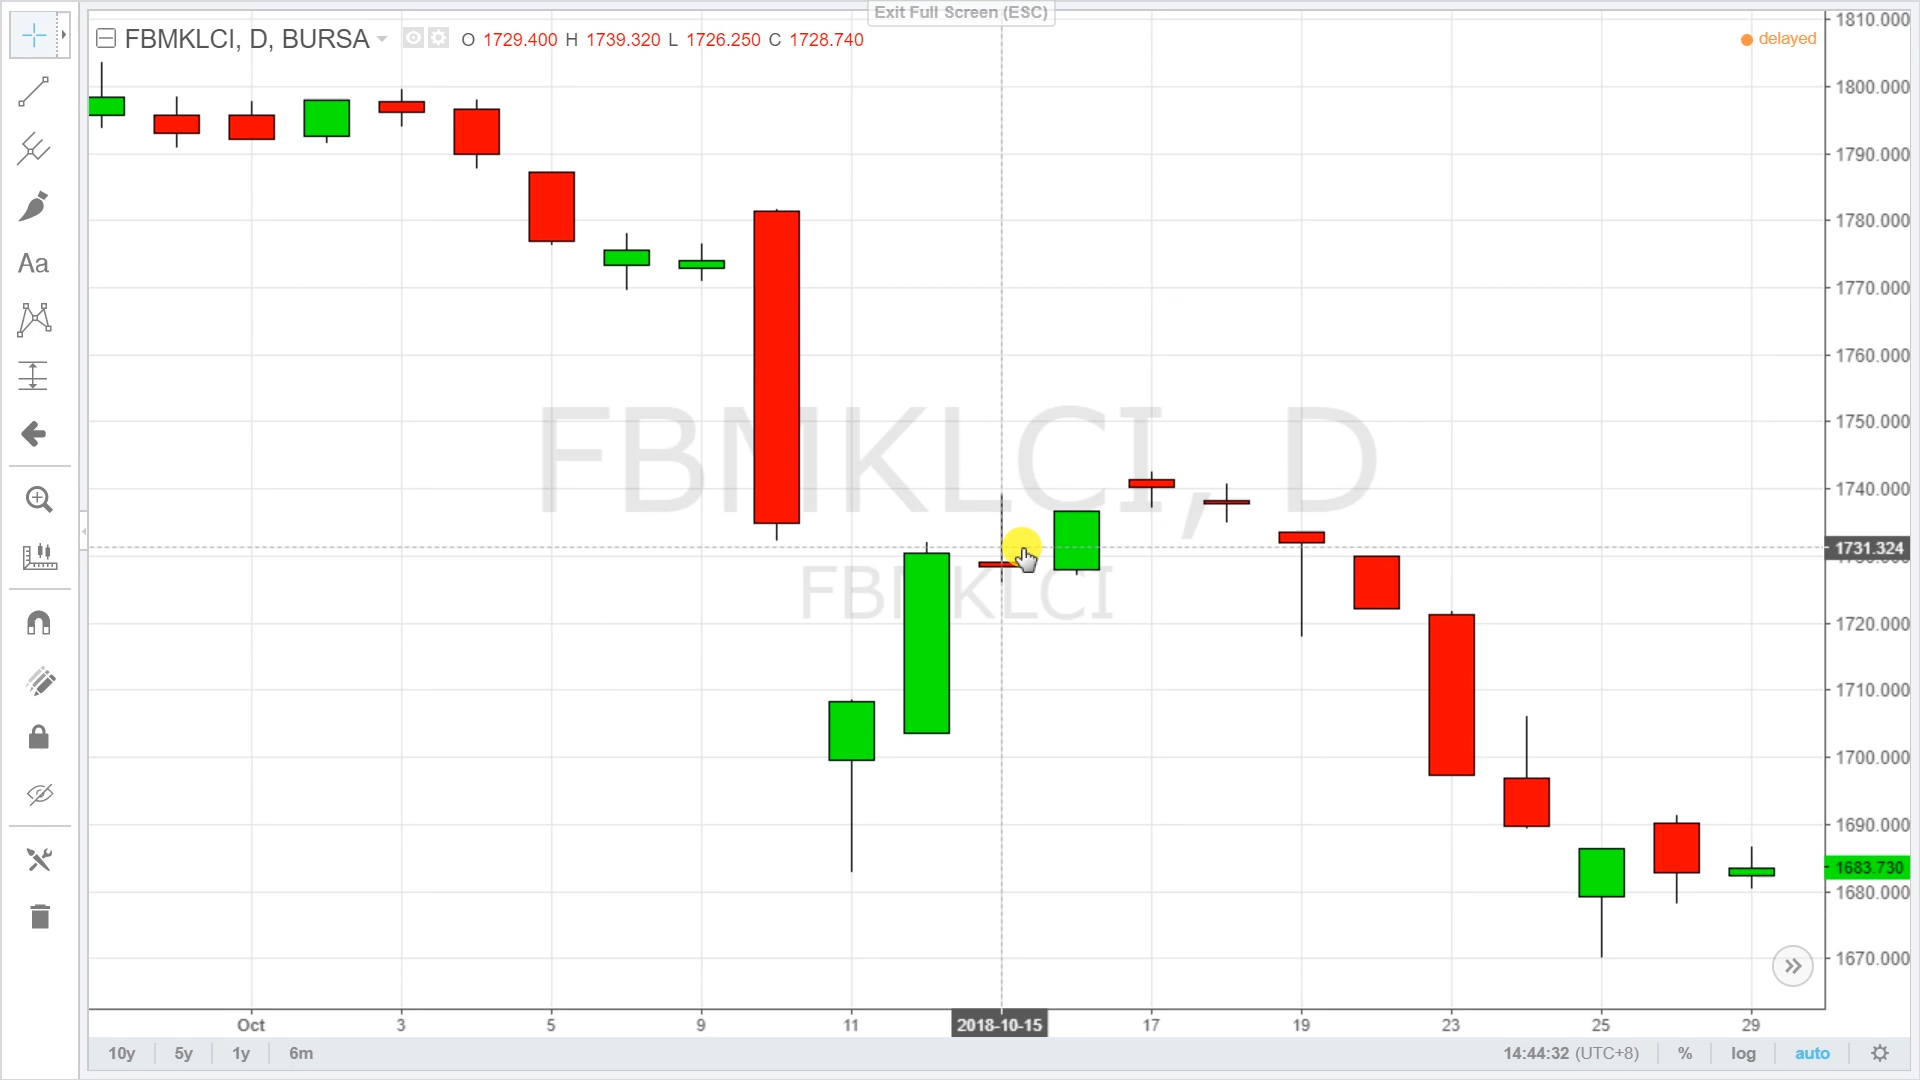 Exit Full Screen (ESC)
FBMKLCI, D, BURSA O 1729.400 H 1739.320 L 1726.250 C 1728.740
delayed
Aa
FBMKLCI, D
FBMKLCI
1810.000
1800.000
1790.000
1780.000
1770.000
1760.000
1750.000
1740.000
1731.324
1720.000
1710.000
1700.000
1690.000
1683.730
1680.000
1670.000
Oct 3 5 9 11 2018-10-15 17 19 23 25 29
10y 5y 1y 6m 14:44:32 (UTC+8) % log auto